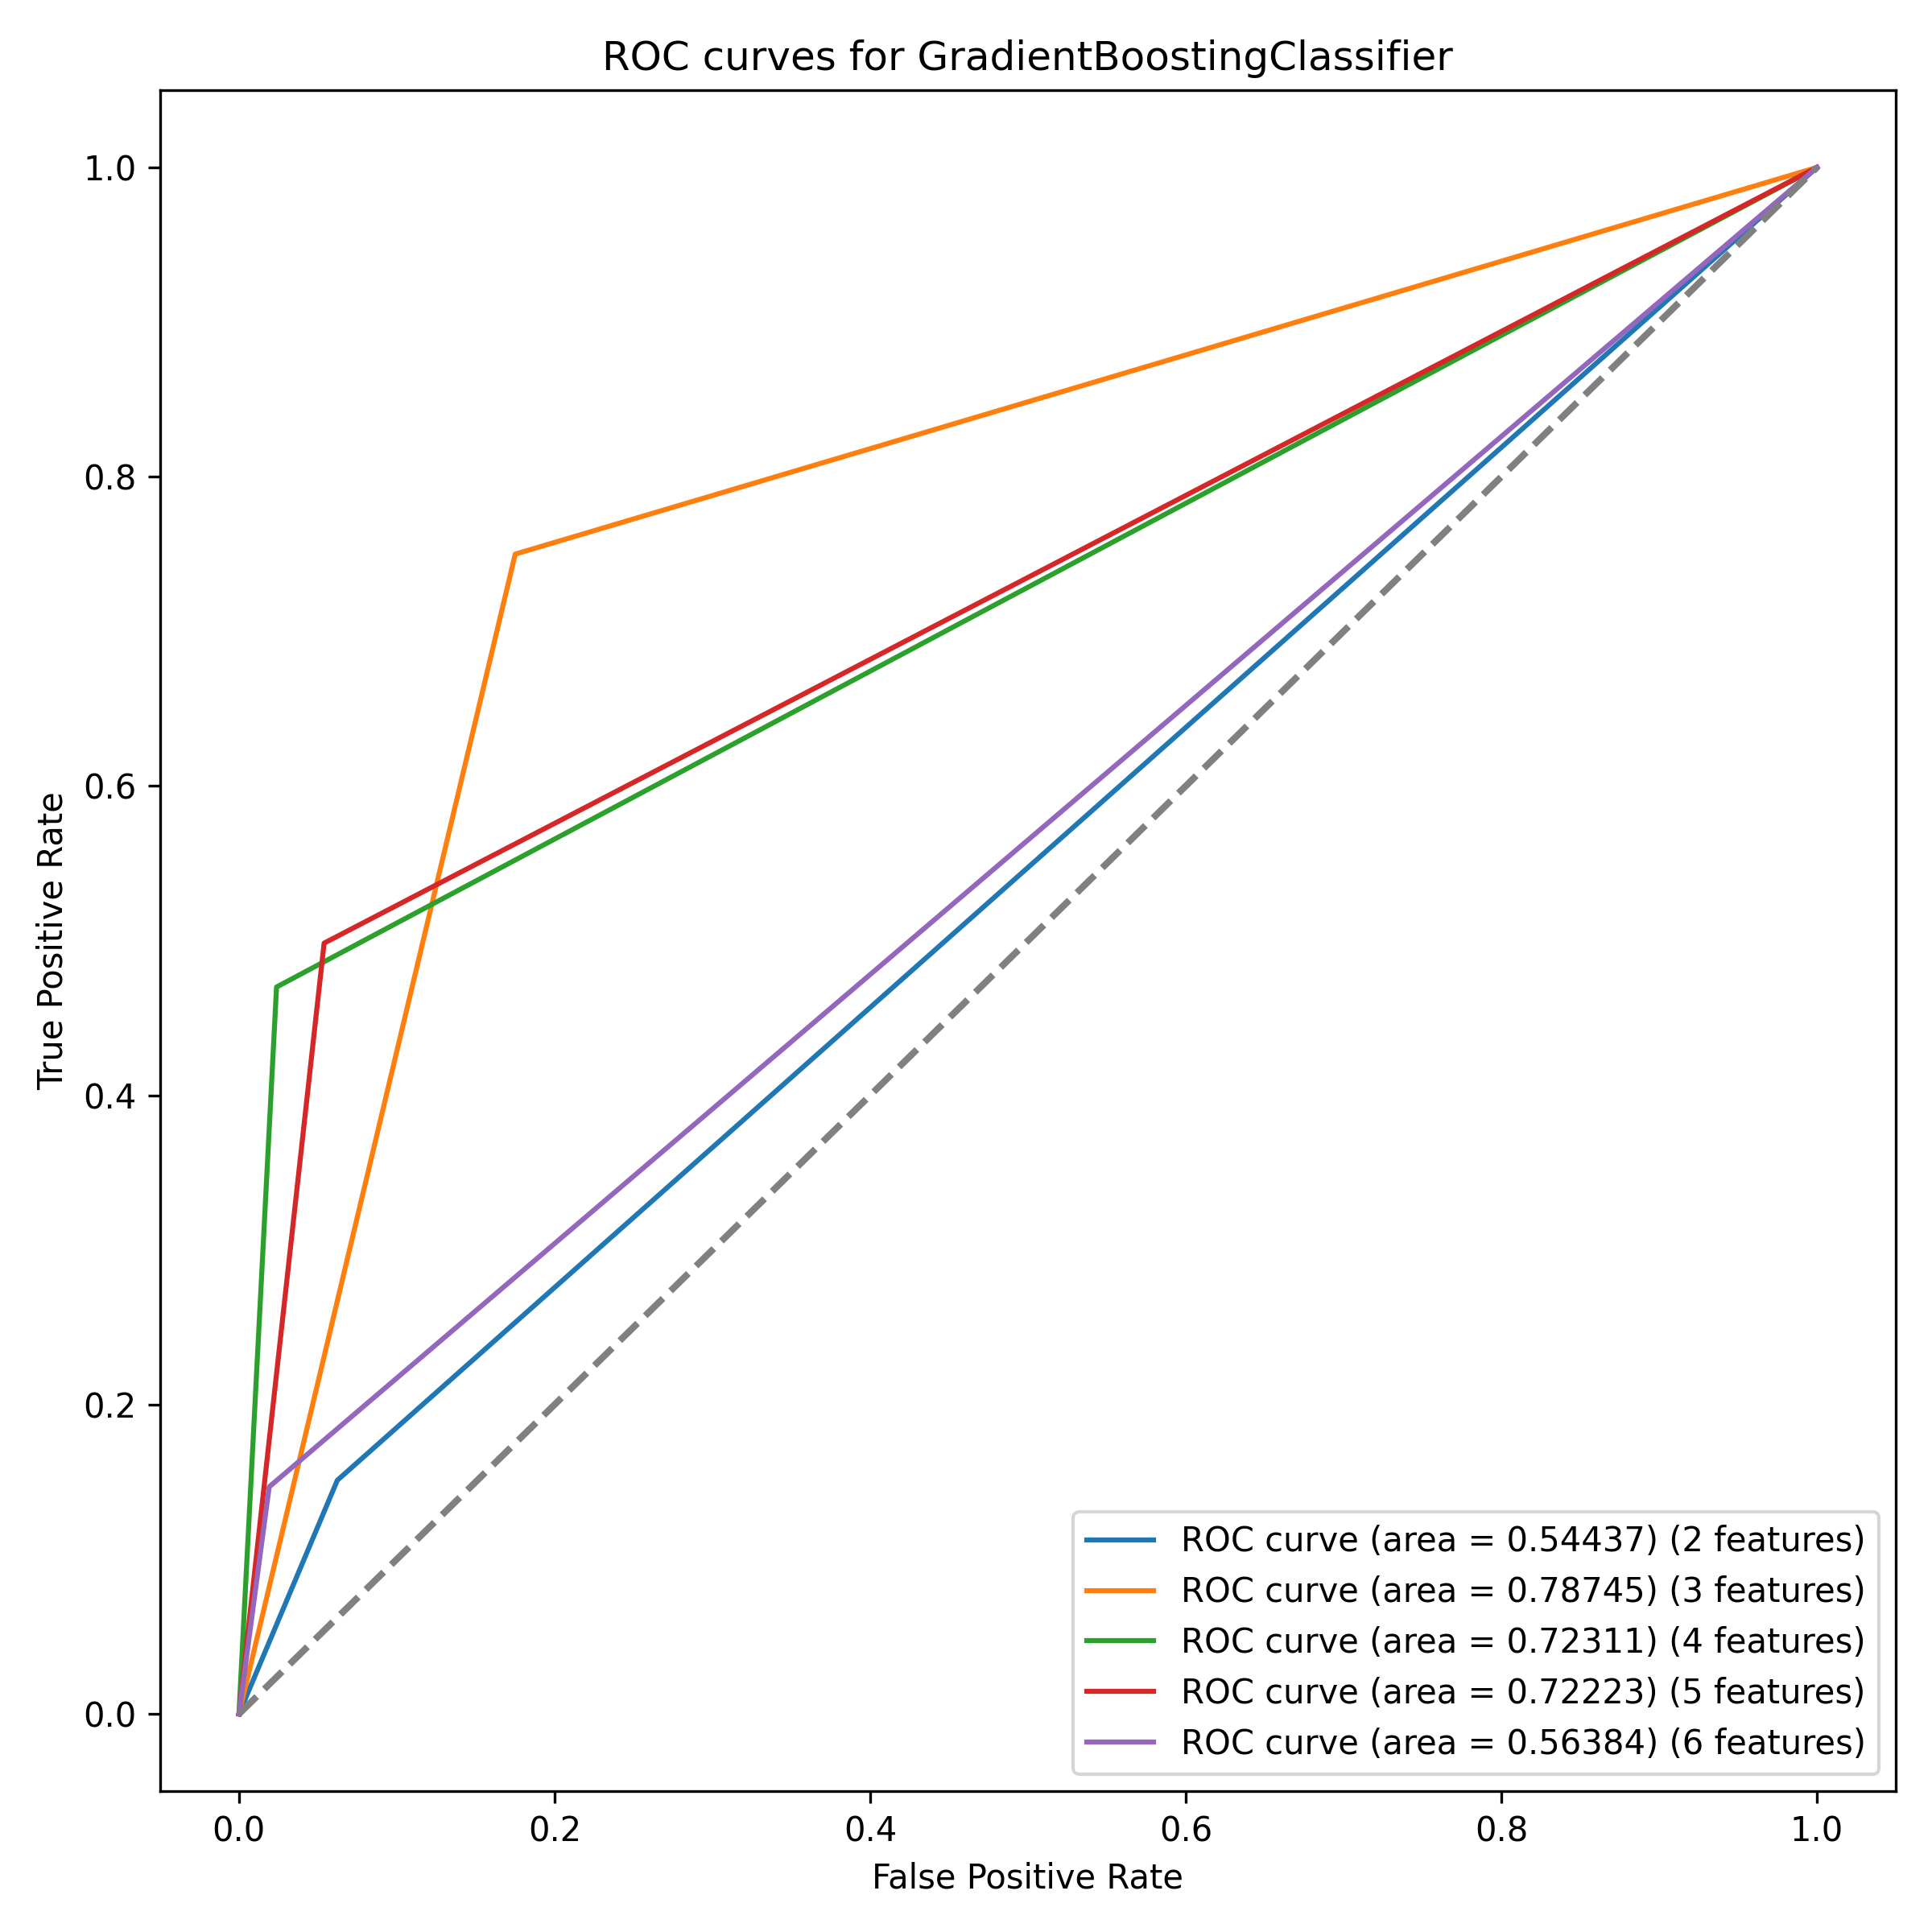 ROC curves for GradientBoostingClassifier
True Positive Rate
1.0
0.8
0.6
0.4
0.2
0.0
ROC curve (area = 0.54437) (2 features)
ROC curve (area = 0.78745) (3 features)
ROC curve (area = 0.72311) (4 features)
ROC curve (area = 0.72223) (5 features)
ROC curve (area = 0.56384) (6 features)
0.0 0.2 0.4 0.6 0.8 1.0
False Positive Rate